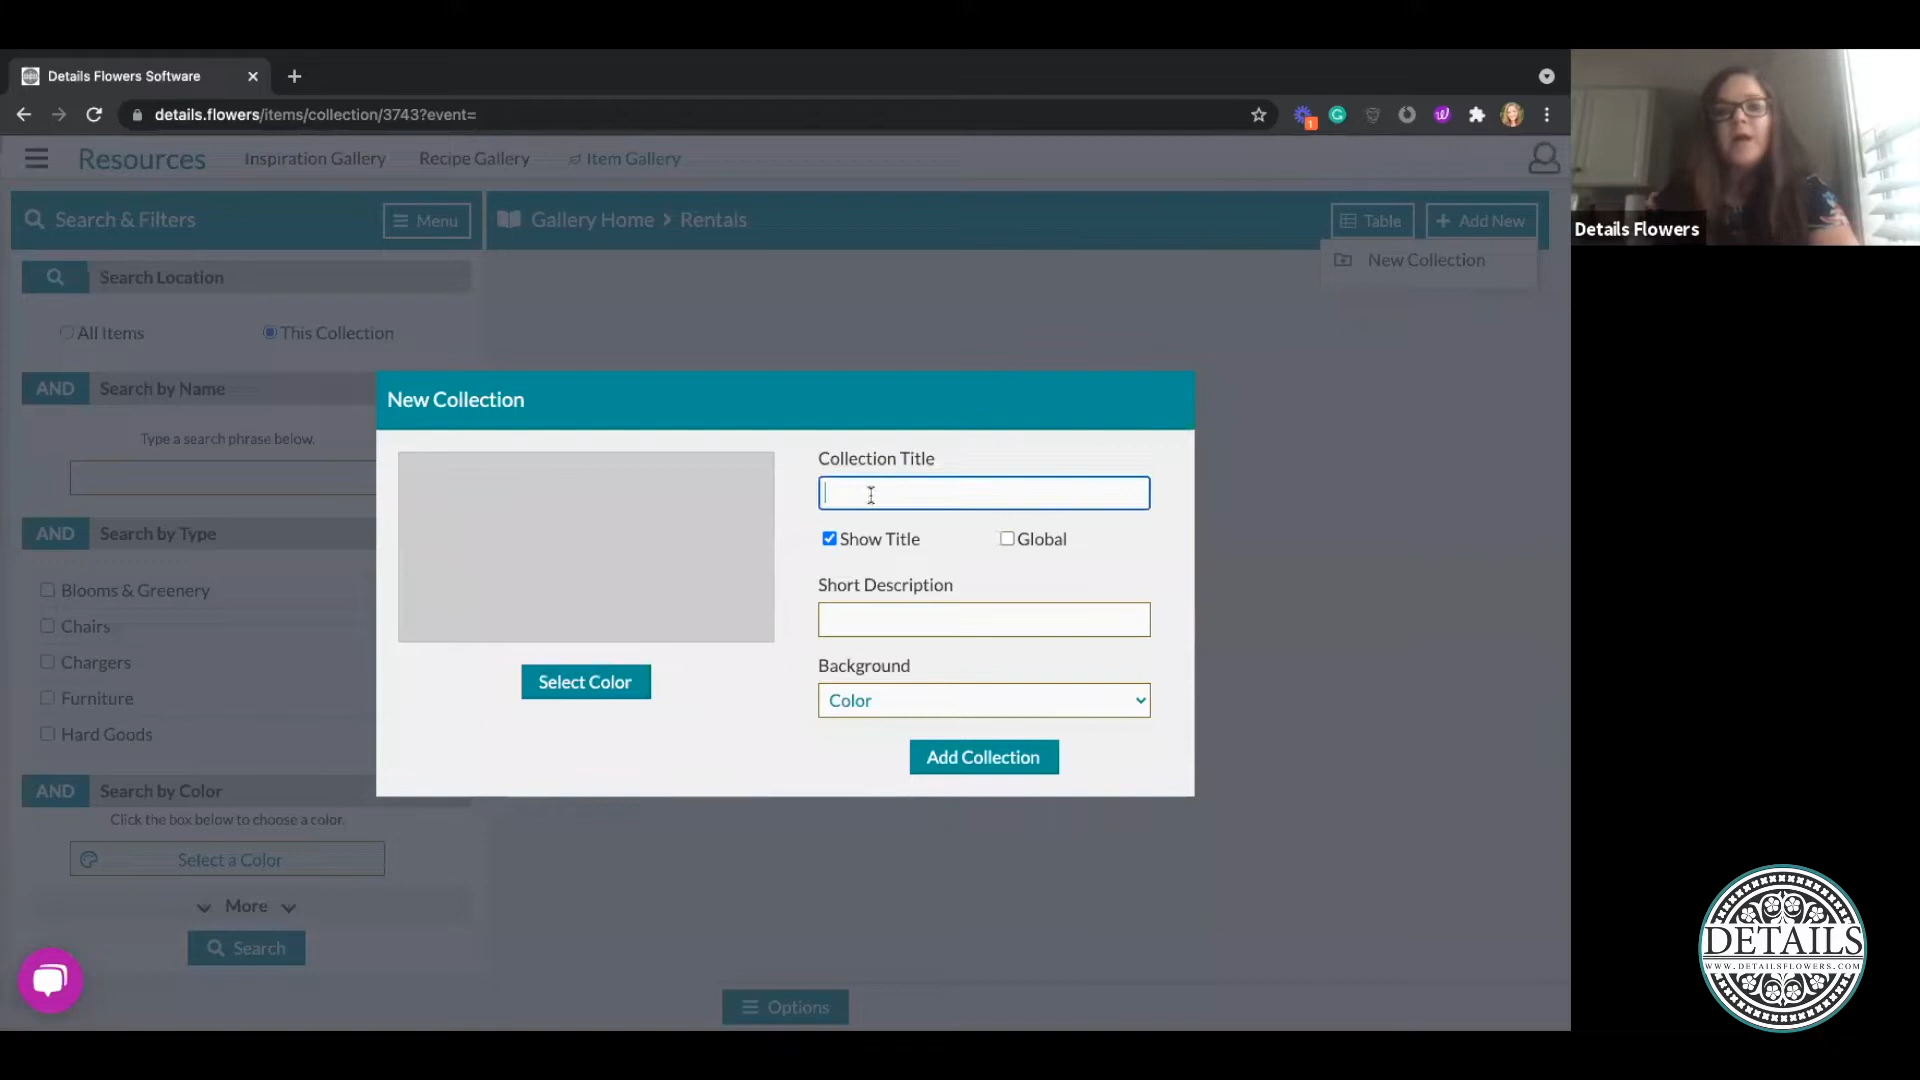 Details Flowers Software
details.flowers/items/collection/3743?event=
1
Resources
Inspiration Gallery
Recipe Gallery
Item Gallery
Search & Filters
Menu
Gallery Home > Rentals
Table
+ Add New
New Collection
Search Location
All Items
This Collection
AND Search by Name
Type a search phrase below.
AND Search by Type
Blooms & Greenery
Chairs
Chargers
Furniture
Hard Goods
AND Search by Color
Click the box below to choose a color.
Select a Color
More
Search
New Collection
Select Color
Collection Title
Show Title
Global
Short Description
Background
Color
Add Collection
Options
Details Flowers
DETAILS
WWW.DETAILSFLOWERS.COM